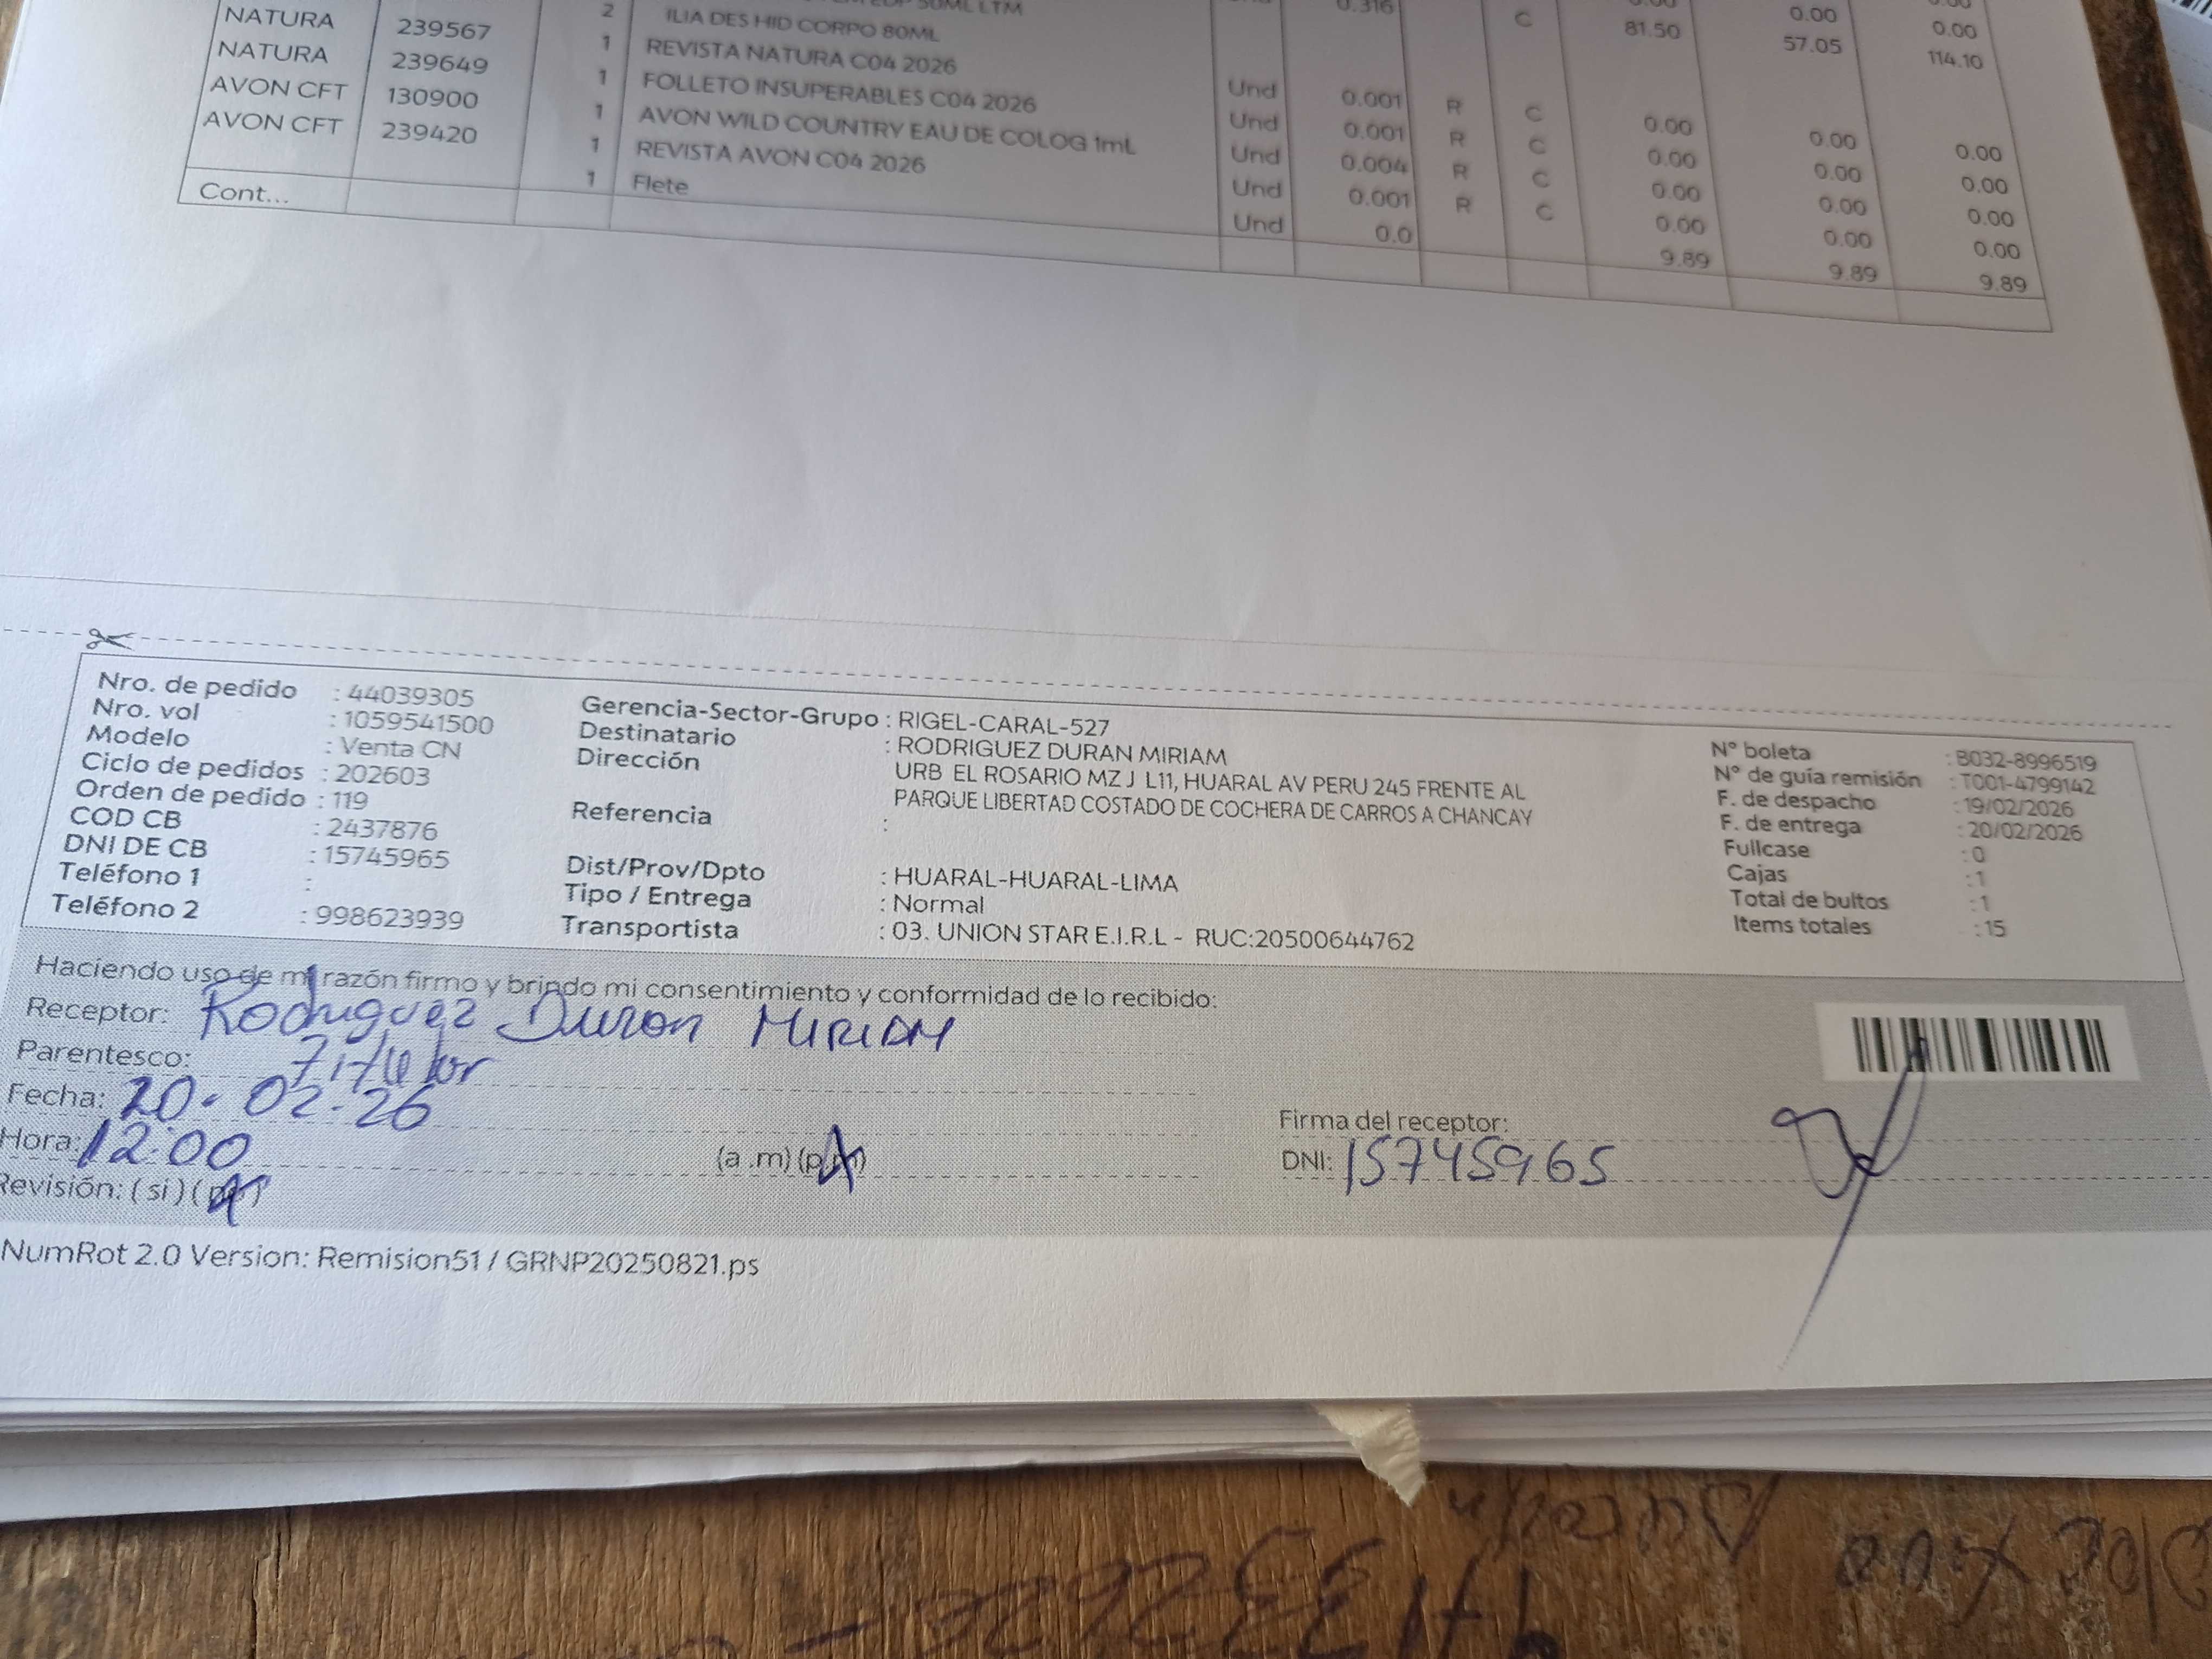 50ML LTM
NATURA 239567 2 ILIA DES HID CORPO 80ML 0.316 C 81.50 57.05 114.10
NATURA 239649 1 REVISTA NATURA C04 2026 Und 0.001 R C 0.00 0.00 0.00
AVON CFT 130900 1 FOLLETO INSUPERABLES C04 2026 Und 0.001 R C 0.00 0.00 0.00
AVON CFT 239420 1 AVON WILD COUNTRY EAU DE COLOG 1mL Und 0.004 R C 0.00 0.00 0.00
1 REVISTA AVON C04 2026 Und 0.001 R C 0.00 0.00 0.00
Cont... 1 Flete Und 0.0 9.89 9.89 9.89
Nro. de pedido : 44039305
Nro. vol : 1059541500
Modelo : Venta CN
Ciclo de pedidos : 202603
Orden de pedido : 119
COD CB : 2437876
DNI DE CB : 15745965
Teléfono 1 :
Teléfono 2 : 998623939
Gerencia-Sector-Grupo : RIGEL-CARAL-527
Destinatario : RODRIGUEZ DURAN MIRIAM
Dirección URB EL ROSARIO MZ J L11, HUARAL AV PERU 245 FRENTE AL
PARQUE LIBERTAD COSTADO DE COCHERA DE CARROS A CHANCAY
Referencia :
Dist/Prov/Dpto : HUARAL-HUARAL-LIMA
Tipo / Entrega : Normal
Transportista : 03. UNION STAR E.I.R.L - RUC:20500644762
N° boleta : B032-8996519
N° de guía remisión : T001-4799142
F. de despacho : 19/02/2026
F. de entrega : 20/02/2026
Fullcase : 0
Cajas : 1
Total de bultos : 1
Items totales : 15
Haciendo uso de mi razón firmo y brindo mi consentimiento y conformidad de lo recibido:
Receptor: Rodriguez Duran MIRIAM
Parentesco: Titular
Fecha: 20.02.26
Hora: 12:00 (a .m) (p.m)
Revisión: ( si ) ( no )
Firma del receptor:
DNI: 15745965
NumRot 2.0 Version: Remision51 / GRNP20250821.ps